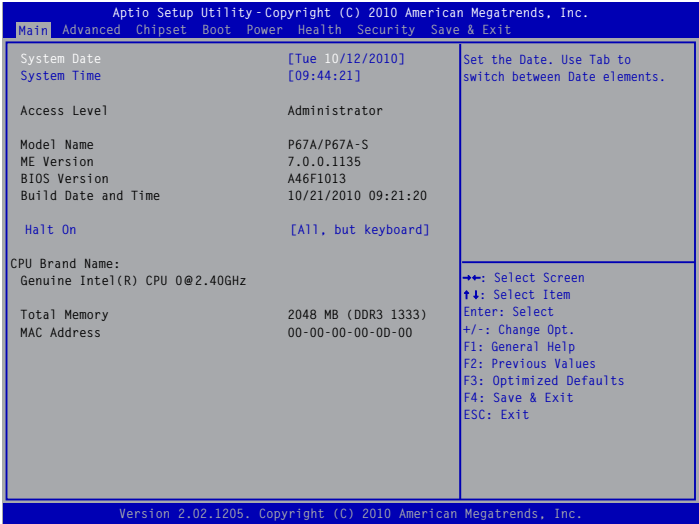 Aptio Setup Utility - Copyright (C) 2010 American Megatrends, Inc.
Main Advanced Chipset Boot Power Health Security Save & Exit
System Date [Tue 10/12/2010]
System Time [09:44:21]
Access Level Administrator
Model Name P67A/P67A-S
ME Version 7.0.0.1135
BIOS Version A46F1013
Build Date and Time 10/21/2010 09:21:20
Halt On [All, but keyboard]
CPU Brand Name:
Genuine Intel(R) CPU 0@2.40GHz
Total Memory 2048 MB (DDR3 1333)
MAC Address 00-00-00-00-0D-00
Set the Date. Use Tab to
switch between Date elements.
→←: Select Screen
↑↓: Select Item
Enter: Select
+/-: Change Opt.
F1: General Help
F2: Previous Values
F3: Optimized Defaults
F4: Save & Exit
ESC: Exit
Version 2.02.1205. Copyright (C) 2010 American Megatrends, Inc.